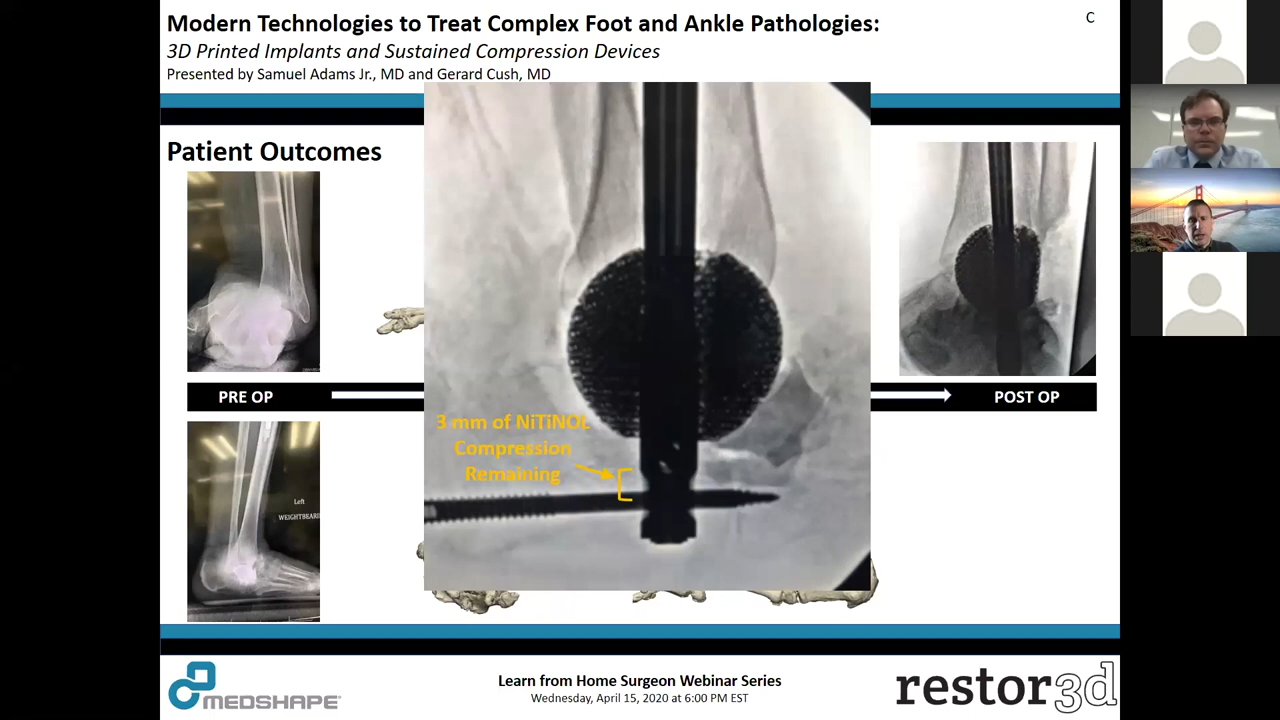 Modern Technologies to Treat Complex Foot and Ankle Pathologies:
C
3D Printed Implants and Sustained Compression Devices
Presented by Samuel Adams Jr., MD and Gerard Cush, MD
Patient Outcomes
PRE OP
POST OP
3 mm of NiTiNOL
Compression
Remaining
Left
WEIGHTBEARI
MEDSHAPE
Learn from Home Surgeon Webinar Series
Wednesday, April 15, 2020 at 6:00 PM EST
restor3d